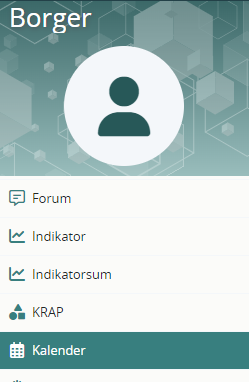 Borger
Forum
Indikator
Indikatorsum
KRAP
Kalender